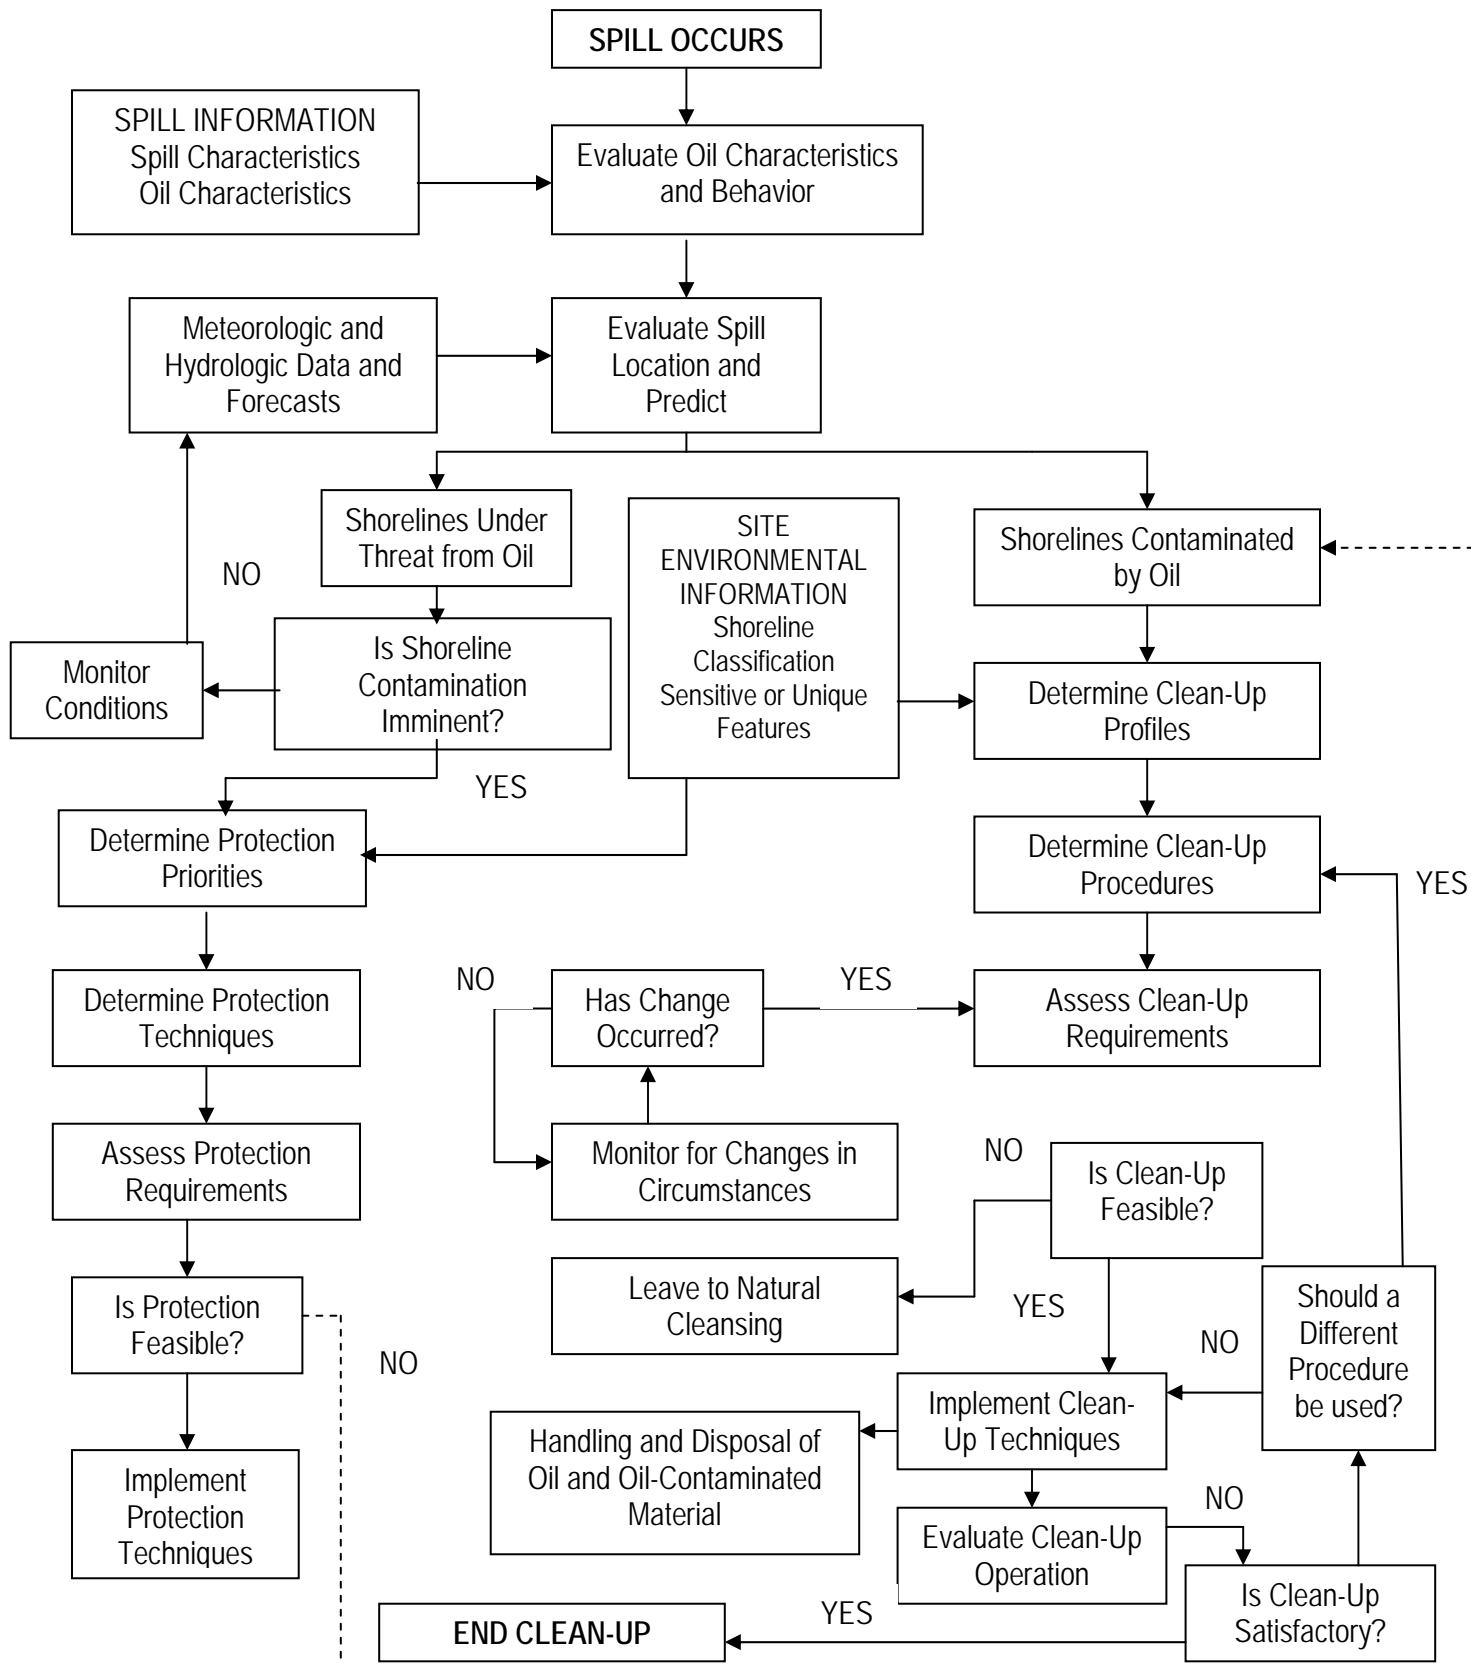 SPILL OCCURS
SPILL INFORMATION
Spill Characteristics
Oil Characteristics
Evaluate Oil Characteristics
and Behavior
Meteorologic and
Hydrologic Data and
Forecasts
Evaluate Spill
Location and
Predict
Shorelines Under
Threat from Oil
SITE
ENVIRONMENTAL
INFORMATION
Shoreline
Classification
Sensitive or Unique
Features
Shorelines Contaminated
by Oil
NO
Monitor
Conditions
Is Shoreline
Contamination
Imminent?
Determine Clean-Up
Profiles
YES
Determine Protection
Priorities
Determine Clean-Up
Procedures
YES
Determine Protection
Techniques
NO
Has Change
Occurred?
YES
Assess Clean-Up
Requirements
Assess Protection
Requirements
Monitor for Changes in
Circumstances
NO
Is Clean-Up
Feasible?
Leave to Natural
Cleansing
YES
Is Protection
Feasible?
NO
Should a
Different
Procedure
be used?
NO
Implement Clean-
Up Techniques
Handling and Disposal of
Oil and Oil-Contaminated
Material
Implement
Protection
Techniques
Evaluate Clean-Up
Operation
NO
Is Clean-Up
Satisfactory?
YES
END CLEAN-UP